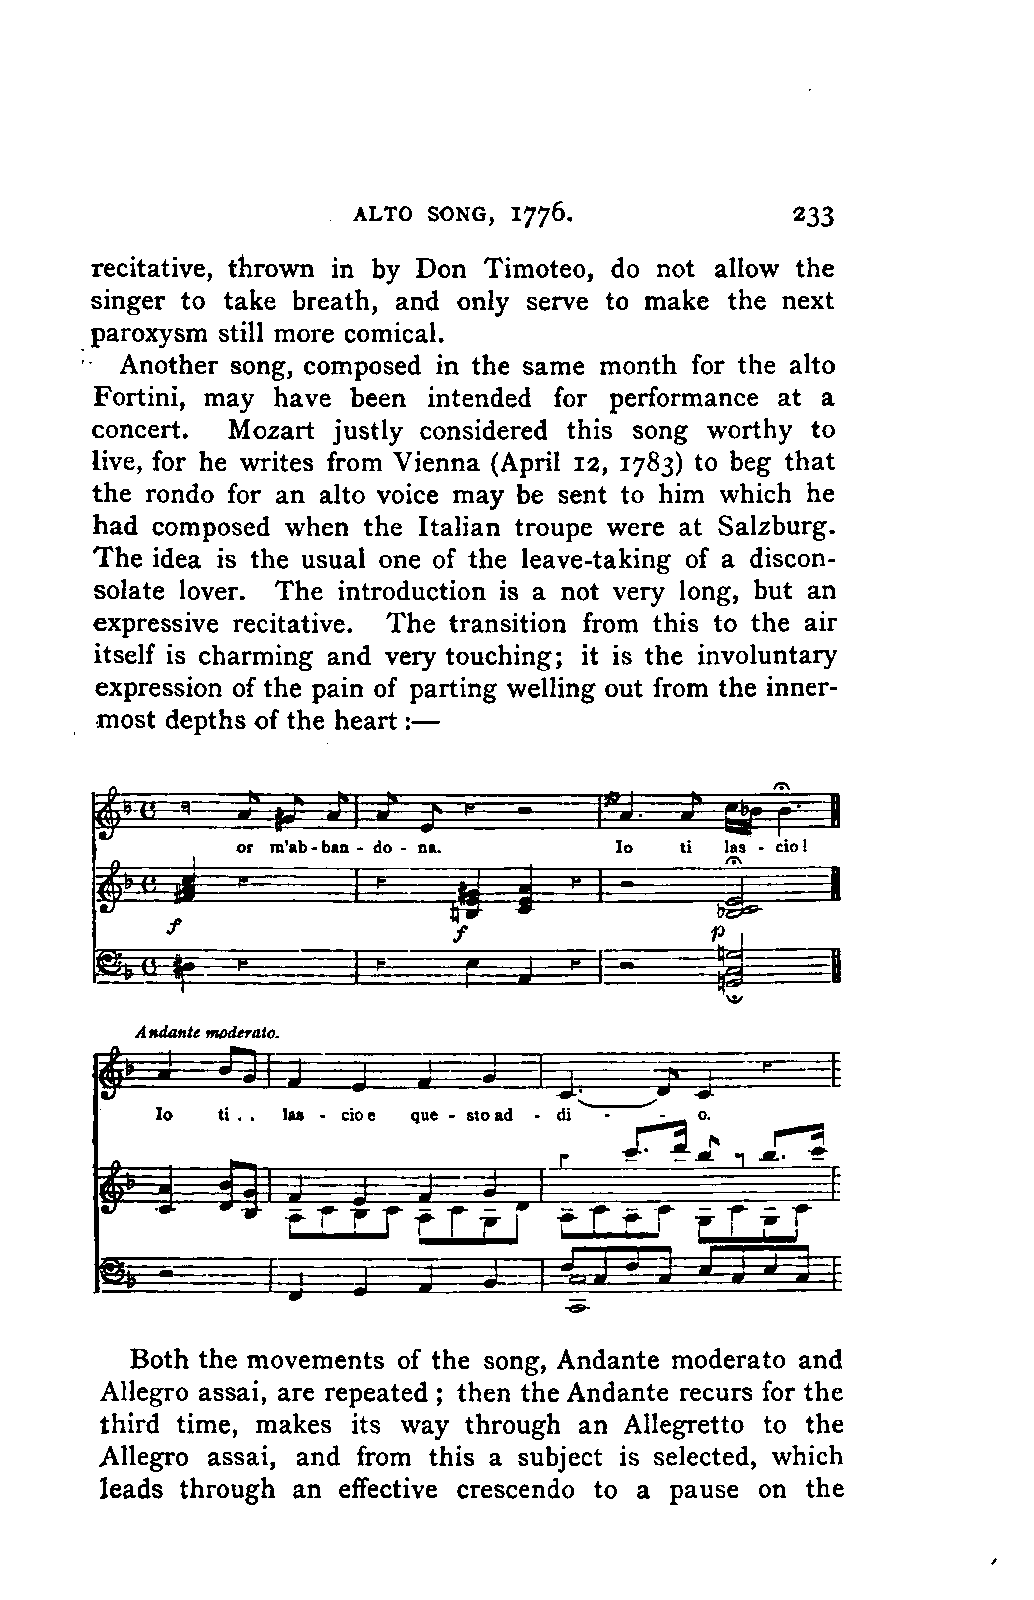 ALTO SONG, 1776. 233
recitative, thrown in by Don Timoteo, do not allow the
singer to take breath, and only serve to make the next
paroxysm still more comical.
Another song, composed in the same month for the alto
Fortini, may have been intended for performance at a
concert. Mozart justly considered this song worthy to
live, for he writes from Vienna (April 12, 1783) to beg that
the rondo for an alto voice may be sent to him which he
had composed when the Italian troupe were at Salzburg.
The idea is the usual one of the leave-taking of a discon-
solate lover. The introduction is a not very long, but an
expressive recitative. The transition from this to the air
itself is charming and very touching; it is the involuntary
expression of the pain of parting welling out from the inner-
most depths of the heart :—
or m'ab-ban - do - na. Io ti las - cio!
f f p
Andante moderato.
Io ti . . las - cio e que - sto ad - di - - o.
Both the movements of the song, Andante moderato and
Allegro assai, are repeated ; then the Andante recurs for the
third time, makes its way through an Allegretto to the
Allegro assai, and from this a subject is selected, which
leads through an effective crescendo to a pause on the